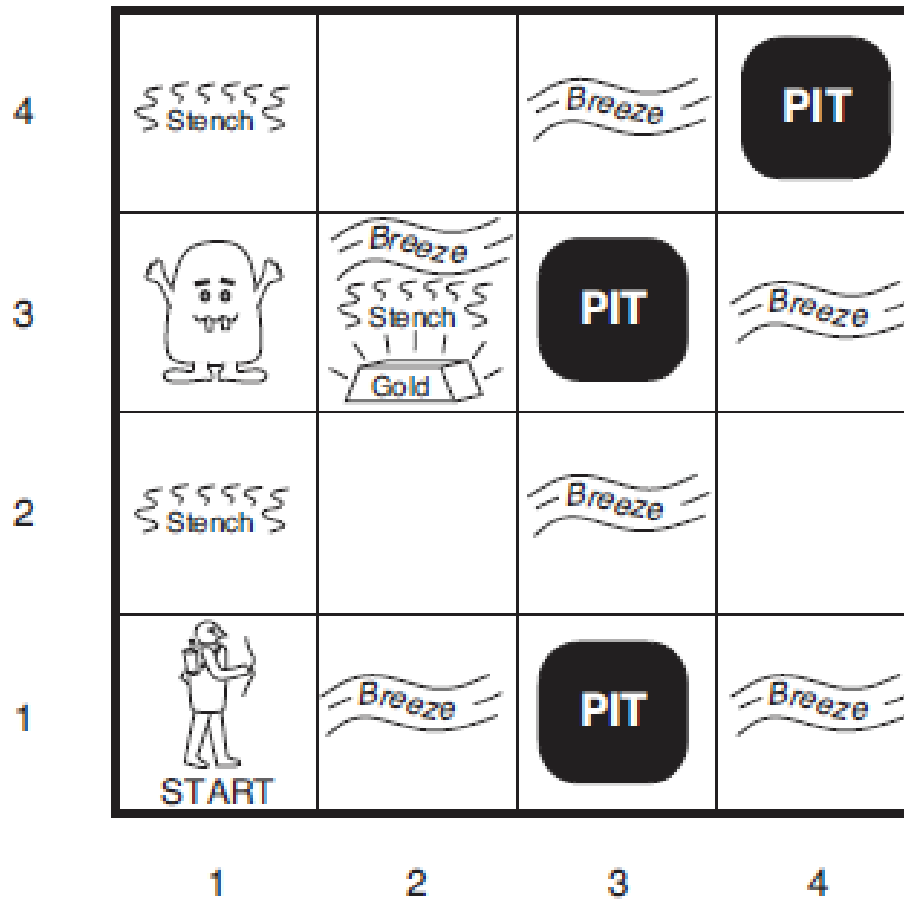 4
Stench
Breeze
PIT
3
Breeze
Stench
Gold
PIT
Breeze
2
Stench
Breeze
1
START
Breeze
PIT
Breeze
1 2 3 4